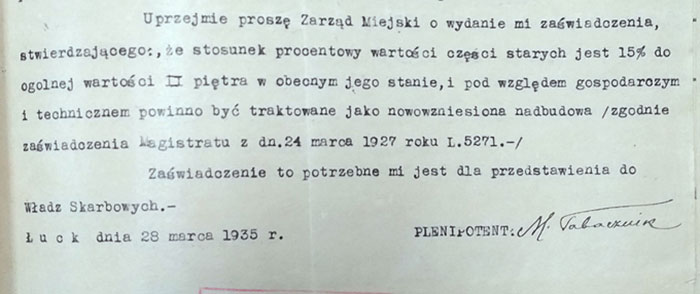 Uprzejmie proszę Zarząd Miejski o wydanie mi zaświadczenia,
stwierdzającego:,że stosunek procentowy wartości części starych jest 15% do
ogolnej wartości II piętra w obecnym jego stanie,i pod względem gospodarczym
i technicznem powinno być traktowane jako nowowzniesiona nadbudowa /zgodnie
zaświadczenia Magistratu z dn.24 marca 1927 roku L.5271.-/
Zaświadczenie to potrzebne mi jest dla przedstawienia do
Władz Skarbowych.-
Ł u c k dnia 28 marca 1935 r.
PLENIPOTENT: M. Tabacznik